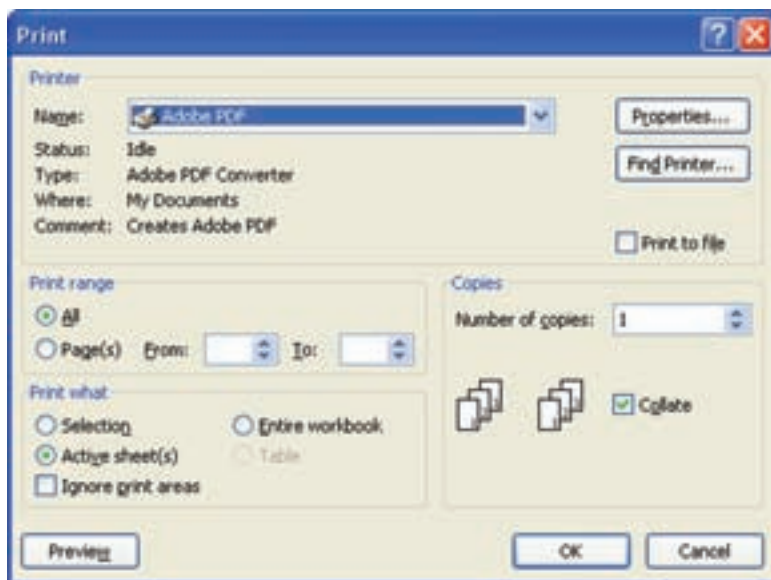 Print
Printer
Name: Adobe PDF
Properties...
Status: Idle
Find Printer...
Type: Adobe PDF Converter
Where: My Documents
Comment: Creates Adobe PDF
Print to file
Print range
All
Page(s) From: To:
Copies
Number of copies: 1
Collate
Print what
Selection Entire workbook
Active sheet(s) Table
Ignore print areas
Preview OK Cancel